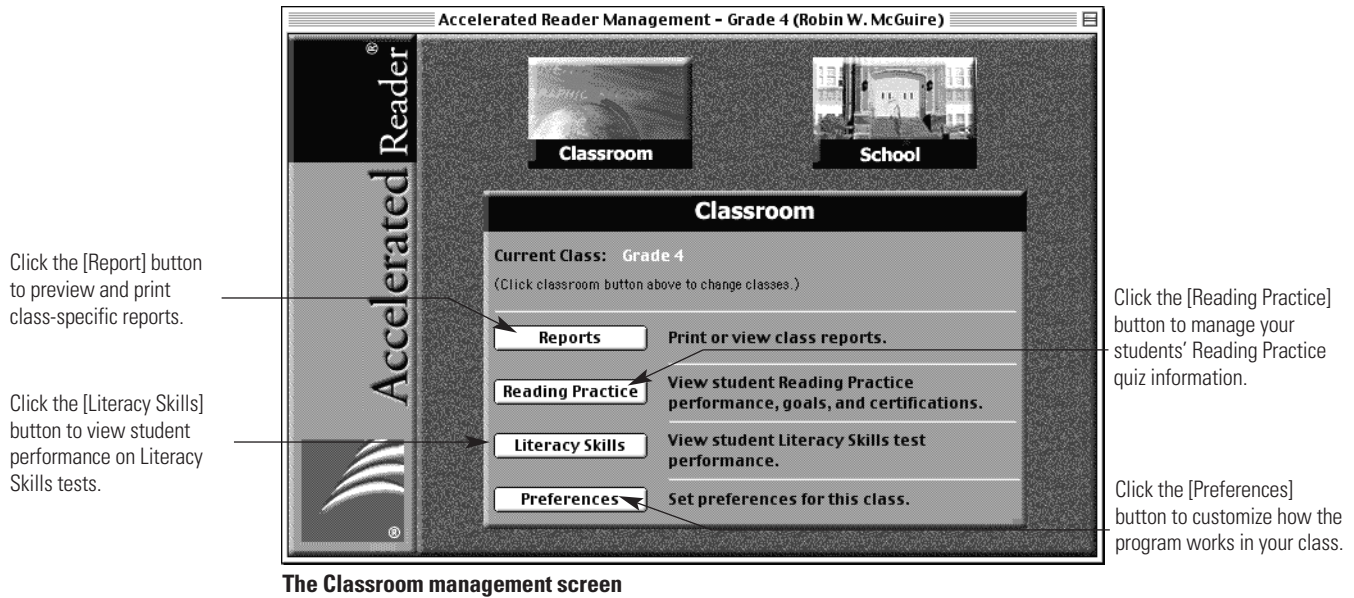 Accelerated Reader Management - Grade 4 (Robin W. McGuire)
Accelerated Reader®
Classroom
School
Classroom
Current Class: Grade 4
(Click classroom button above to change classes.)
Reports
Print or view class reports.
Reading Practice
View student Reading Practice
performance, goals, and certifications.
Literacy Skills
View student Literacy Skills test
performance.
Preferences
Set preferences for this class.
®
Click the [Report] button
to preview and print
class-specific reports.
Click the [Literacy Skills]
button to view student
performance on Literacy
Skills tests.
Click the [Reading Practice]
button to manage your
students’ Reading Practice
quiz information.
Click the [Preferences]
button to customize how the
program works in your class.
The Classroom management screen